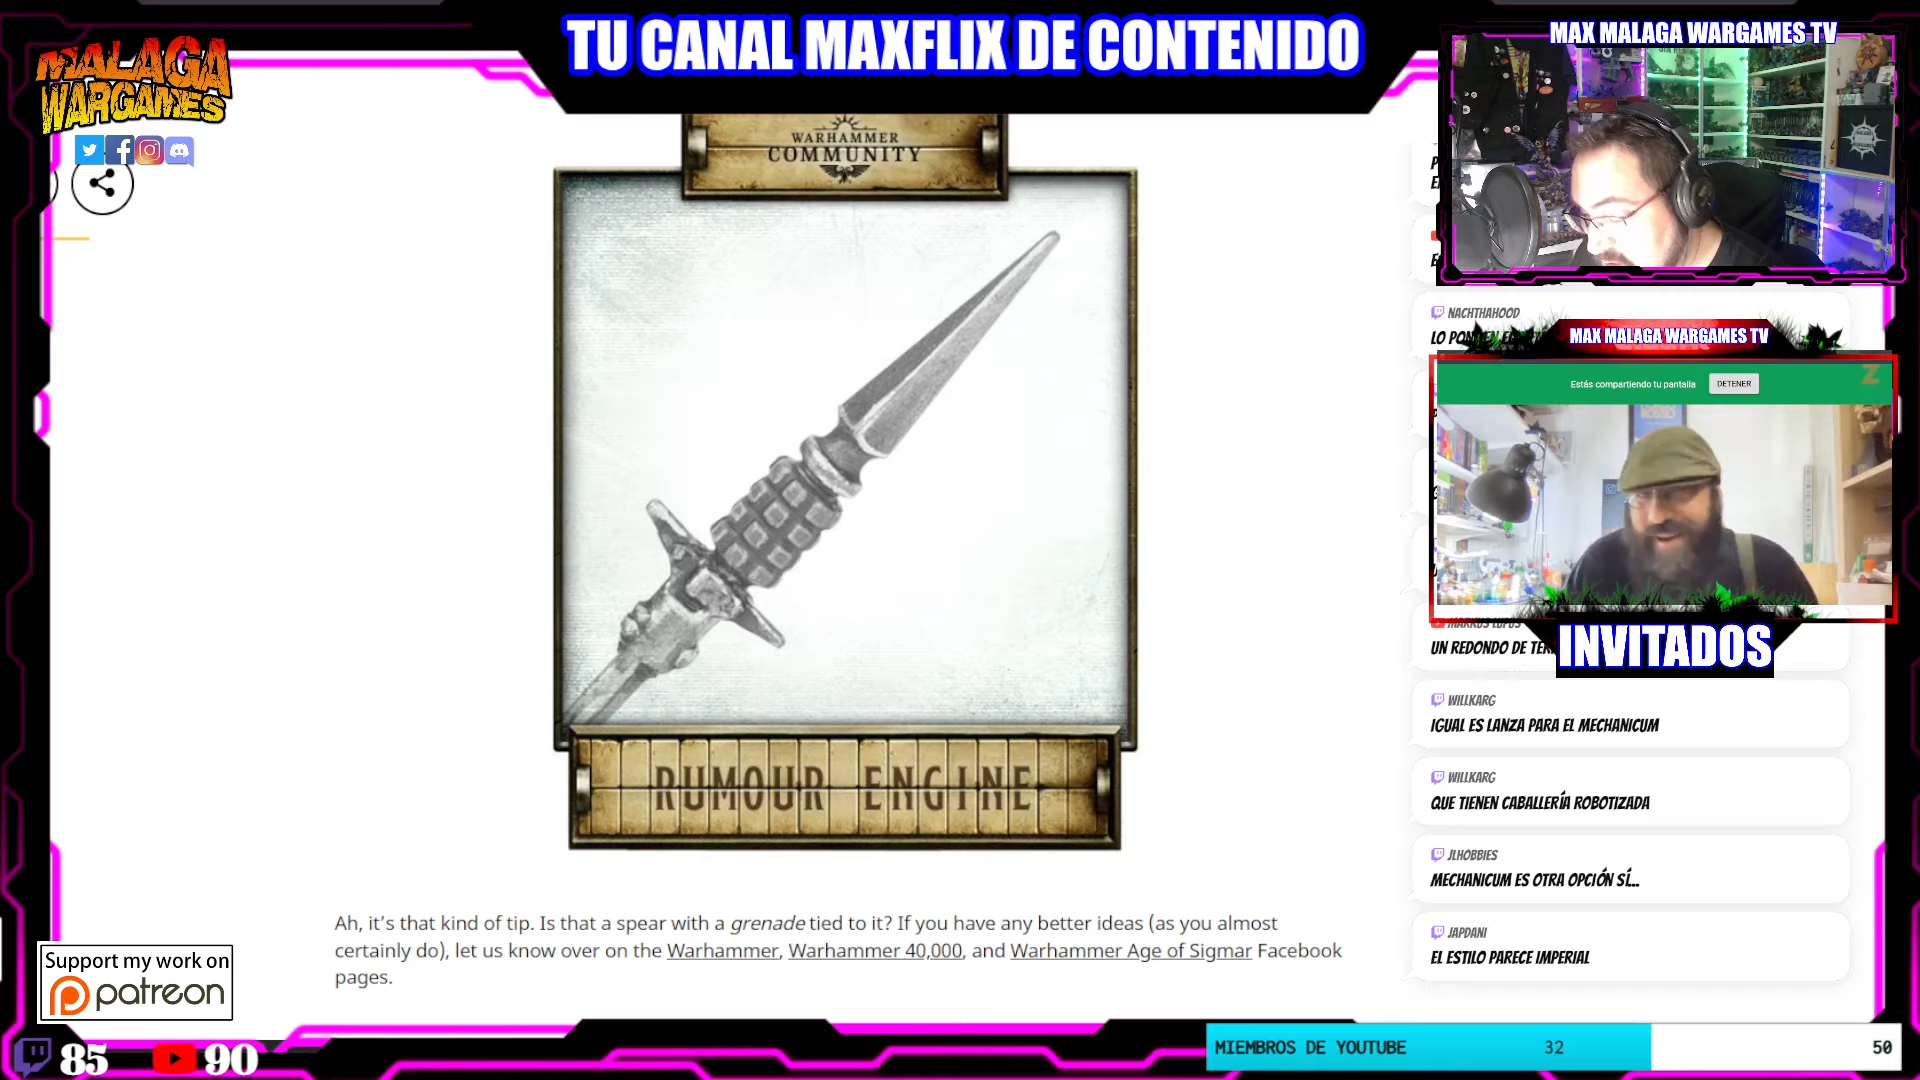 TU CANAL MAXFLIX DE CONTENIDO
MAX MALAGA WARGAMES TV
MALAGA
WARGAMES
WARHAMMER
COMMUNITY
NACHTHAHOOD
MAX MALAGA WARGAMES TV
Estás compartiendo tu pantalla
DETENER
MARKUS LUPUS
UN REDONDO DE
INVITADOS
WILLKARG
IGUAL ES LANZA PARA EL MECHANICUM
WILLKARG
QUE TIENEN CABALLERÍA ROBOTIZADA
JLHOBBIES
MECHANICUM ES OTRA OPCIÓN SÍ...
JAPDANI
EL ESTILO PARECE IMPERIAL
RUMOUR ENGINE
Ah, it's that kind of tip. Is that a spear with a grenade tied to it? If you have any better ideas (as you almost
certainly do), let us know over on the Warhammer, Warhammer 40,000, and Warhammer Age of Sigmar Facebook
pages.
Support my work on
patreon
85
90
MIEMBROS DE YOUTUBE 32 50